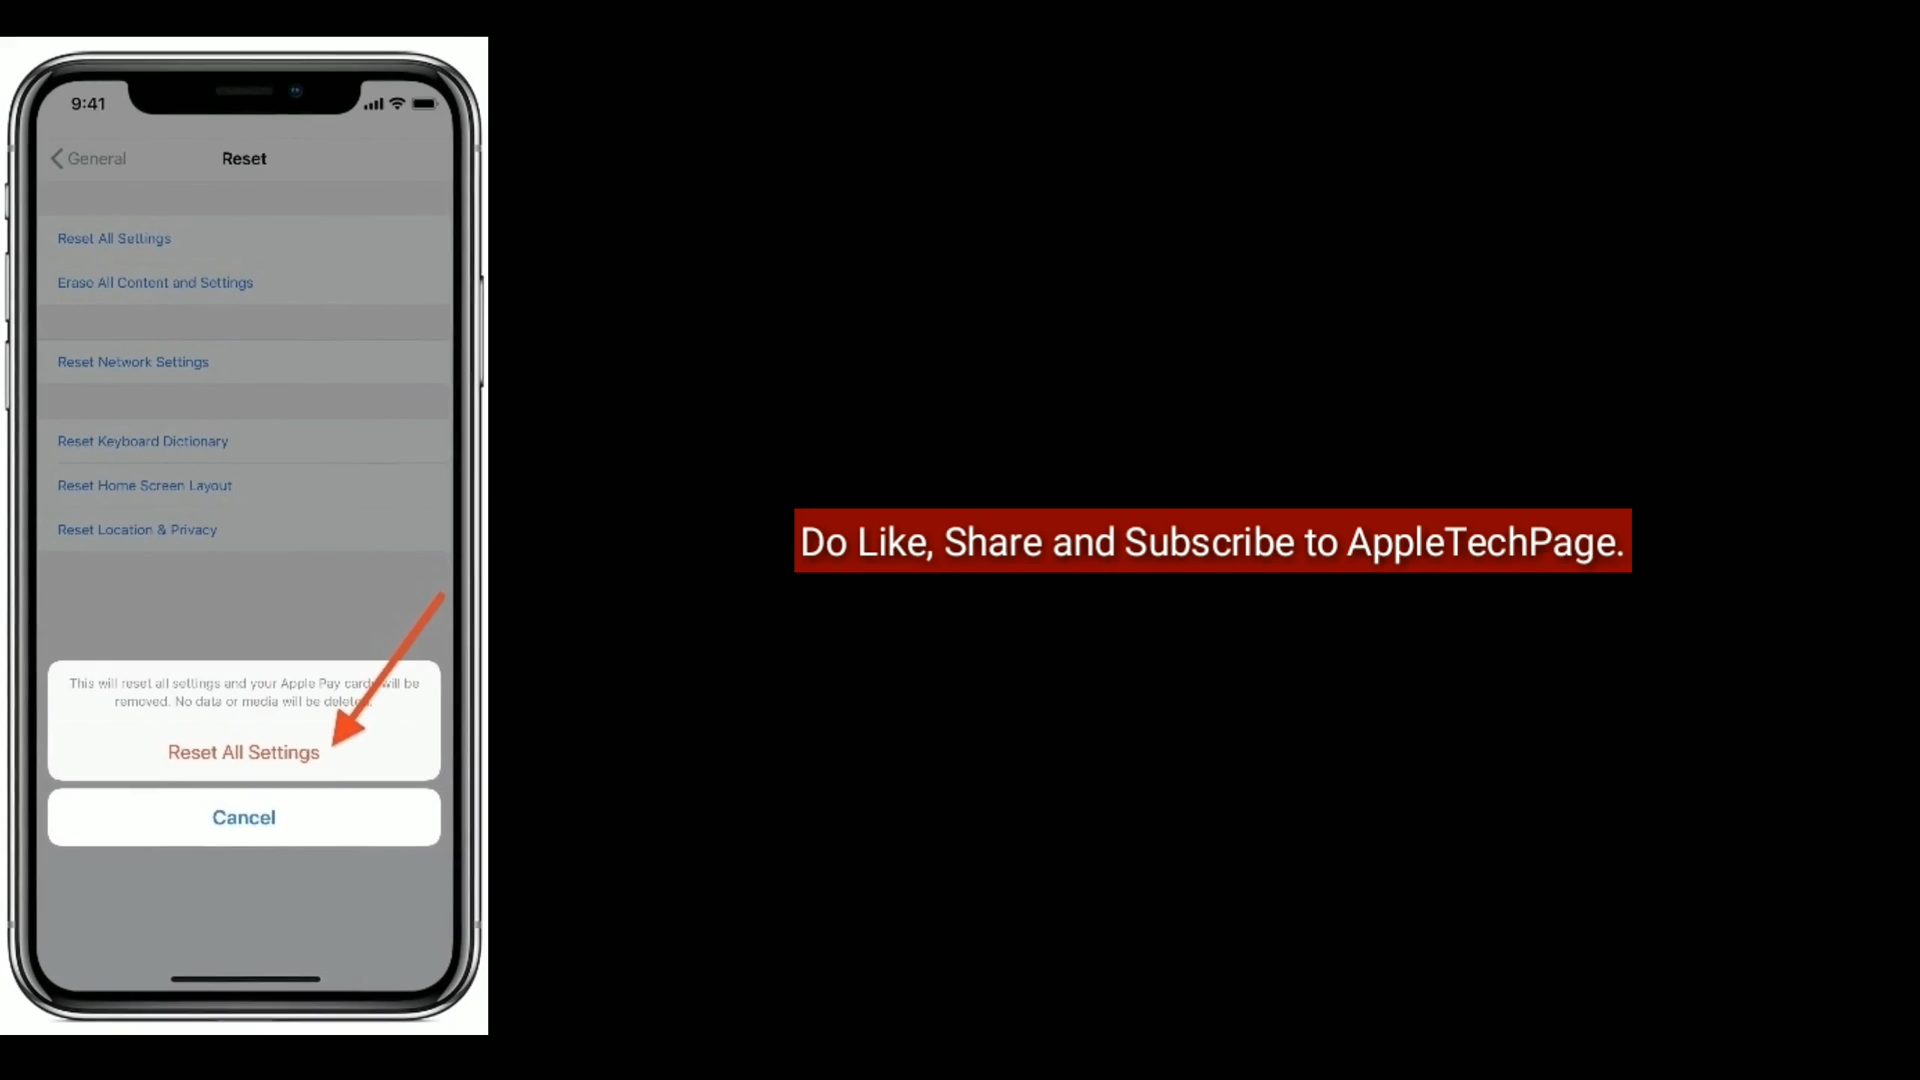 9:41
General
Reset
Reset All Settings
Erase All Content and Settings
Reset Network Settings
Reset Keyboard Dictionary
Reset Home Screen Layout
Reset Location & Privacy
This will reset all settings and your Apple Pay cards will be
removed. No data or media will be deleted.
Reset All Settings
Cancel
Do Like, Share and Subscribe to AppleTechPage.